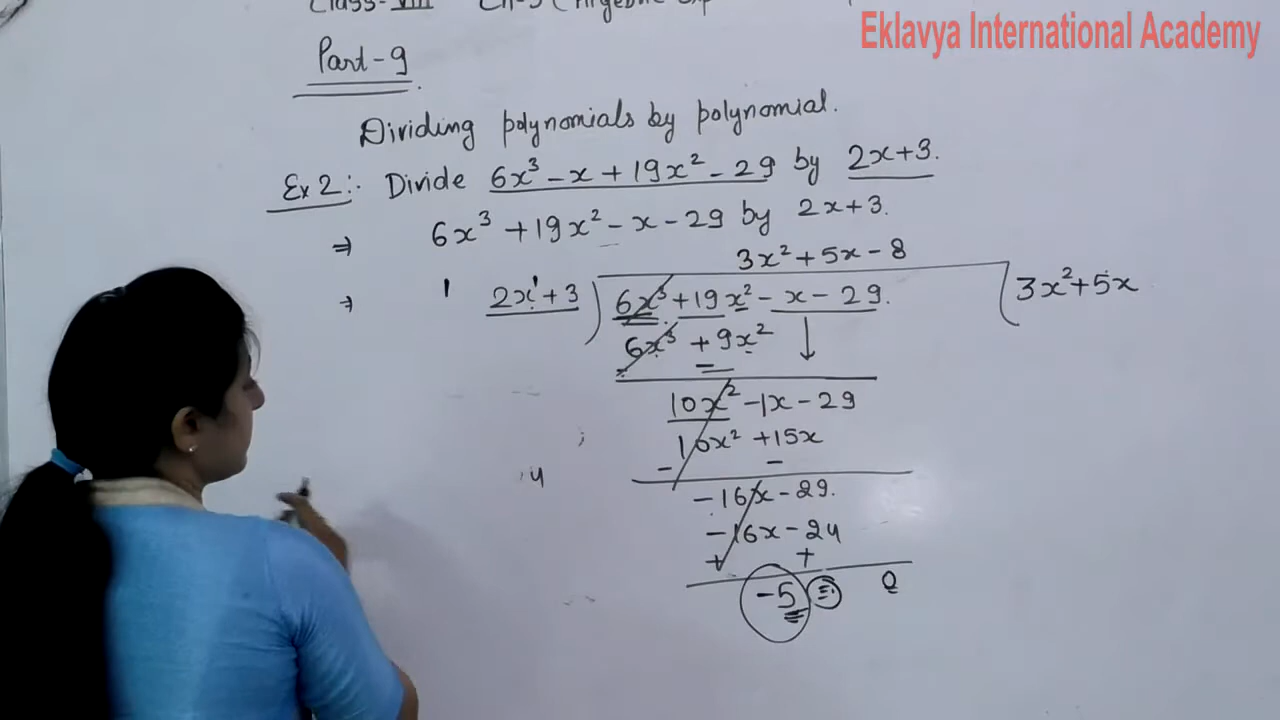 Eklavya International Academy
Part-9
Dividing polynomials by polynomial.
Ex 2:. Divide 6x³ - x + 19x² - 29 by 2x+3.
⇒ 6x³ + 19x² - x - 29 by 2x+3.
3x² + 5x - 8
⇒ 2x¹ + 3 ) 6x³ + 19x² - x - 29. ( 3x² + 5x
6x³ + 9x²
- -
10x² - 1x - 29
10x² + 15x
- -
- 16x - 29.
- 16x - 24
+ +
-5 = 0